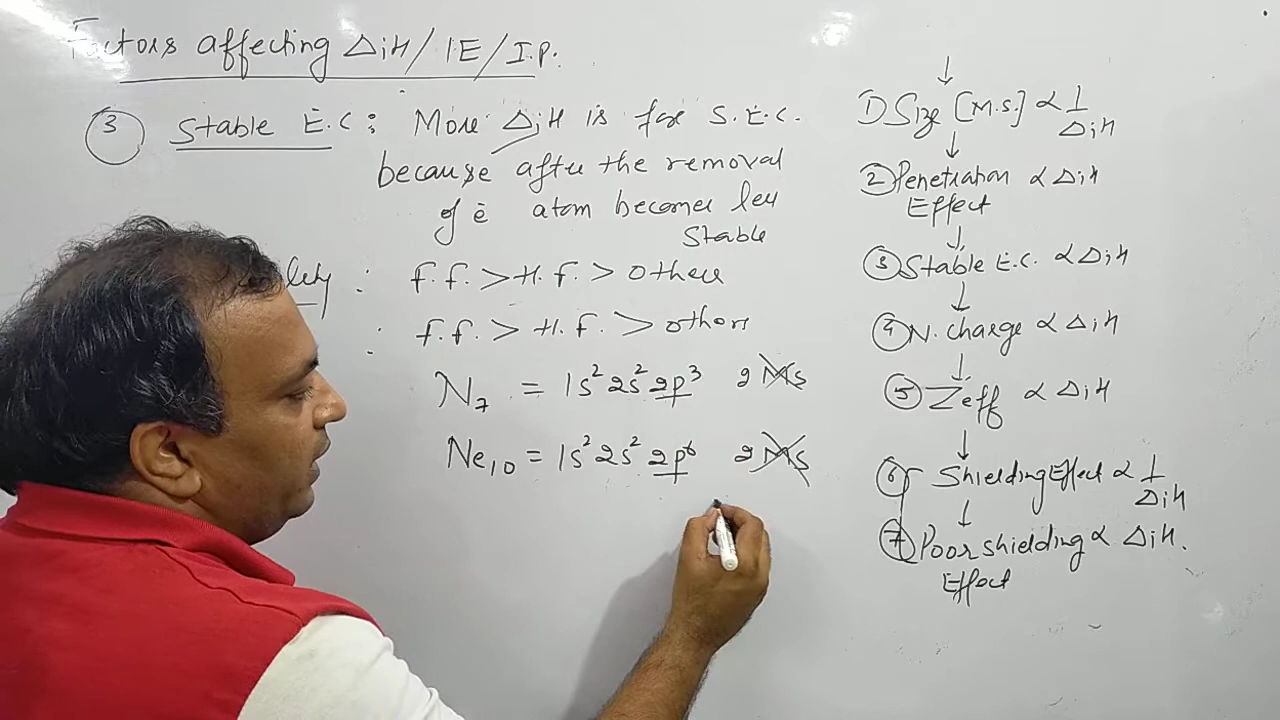 Factors affecting ΔiH/IE/I.P.
③ Stable E.C: More ΔiH is for S.E.C.
because after the removal
of ē atom becomes less
Stable
: f.f. > H.f. > others
: f.f. > H.f. > others
N₇ = 1s² 2s² 2p³ 2
Ne₁₀ = 1s² 2s² 2p⁶ 2
↓
① Size [M.S.] ∝ 1/ΔiH
↓
② Penetration ∝ ΔiH
Effect
↓
③ Stable E.C. ∝ ΔiH
↓
④ N. charge ∝ ΔiH
↓
⑤ Zeff ∝ ΔiH
↓
⑥ Shielding Effect ∝ 1/ΔiH
↓
⑦ Poor shielding ∝ ΔiH.
Effect